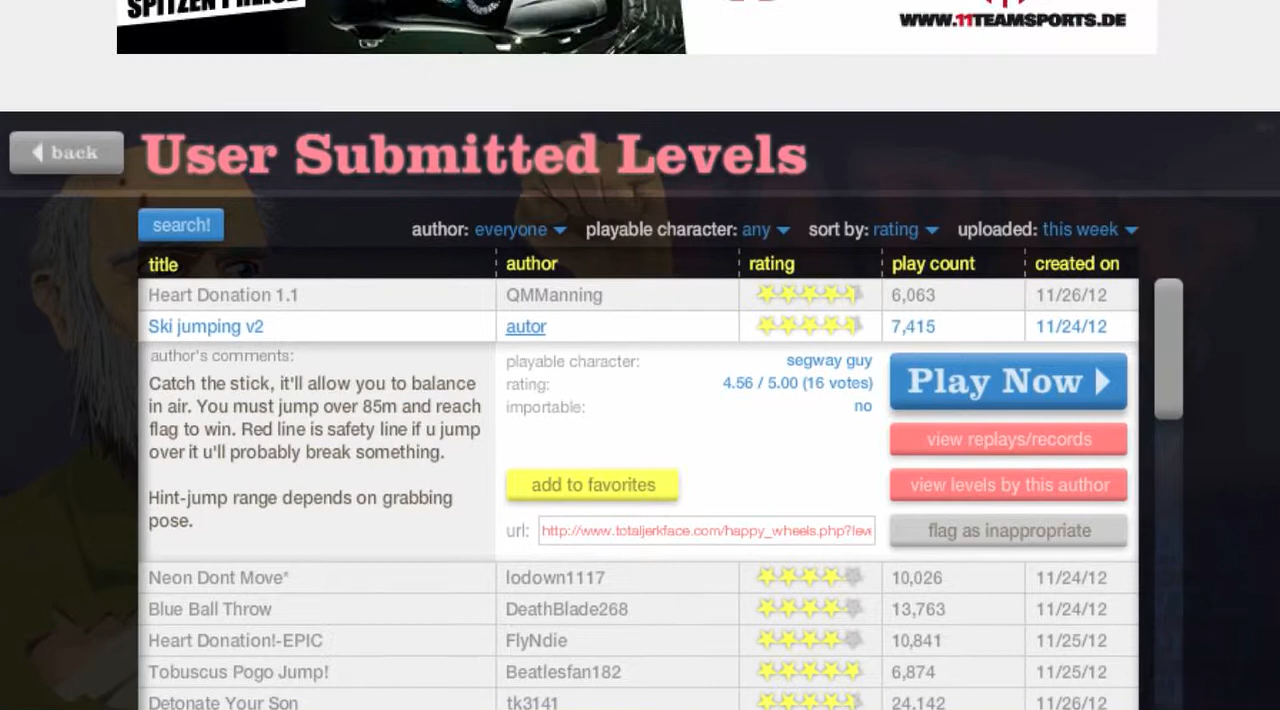 SPITZEN PREISE
WWW.11TEAMSPORTS.DE
back
User Submitted Levels
search!
author: everyone playable character: any sort by: rating uploaded: this week
title author rating play count created on
Heart Donation 1.1 QMManning 6,063 11/26/12
Ski jumping v2 autor 7,415 11/24/12
author's comments:
Catch the stick, it'll allow you to balance
in air. You must jump over 85m and reach
flag to win. Red line is safety line if u jump
over it u'll probably break something.
Hint-jump range depends on grabbing
pose.
playable character: segway guy
rating: 4.56 / 5.00 (16 votes)
importable: no
add to favorites
url: http://www.totaljerkface.com/happy_wheels.php?leve
Play Now
view replays/records
view levels by this author
flag as inappropriate
Neon Dont Move* lodown1117 10,026 11/24/12
Blue Ball Throw DeathBlade268 13,763 11/24/12
Heart Donation!-EPIC FlyNdie 10,841 11/25/12
Tobuscus Pogo Jump! Beatlesfan182 6,874 11/25/12
Detonate Your Son tk3141 24,142 11/26/12